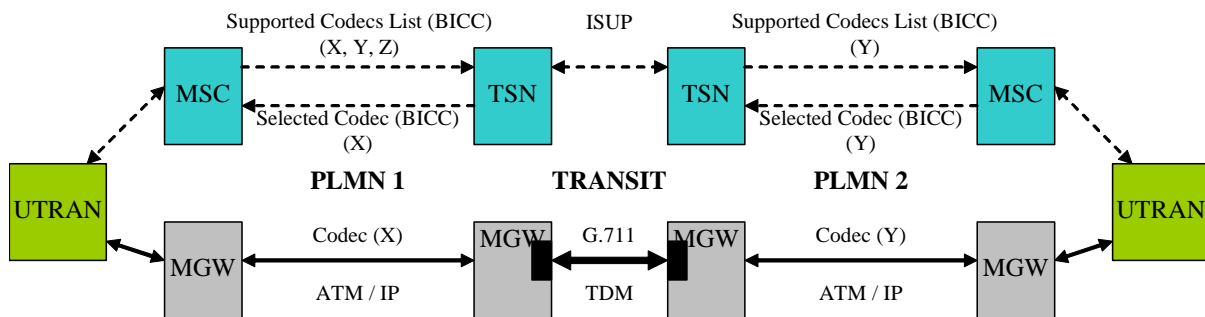 Supported Codecs List (BICC)
(X, Y, Z)
ISUP
Supported Codecs List (BICC)
(Y)
MSC
TSN
TSN
MSC
Selected Codec (BICC)
(X)
Selected Codec (BICC)
(Y)
PLMN 1
TRANSIT
PLMN 2
UTRAN
UTRAN
MGW
Codec (X)
ATM / IP
MGW
G.711
TDM
MGW
Codec (Y)
ATM / IP
MGW